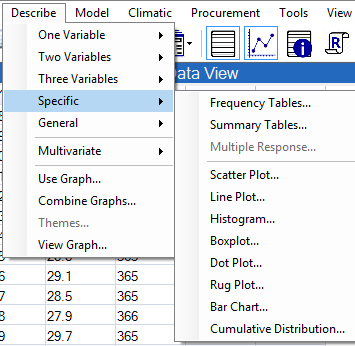 Describe Model Climatic Procurement Tools View
One Variable
Two Variables
Three Variables
Specific
General
Multivariate
Use Graph...
Combine Graphs...
Themes...
View Graph...
Data View
Frequency Tables...
Summary Tables...
Multiple Response...
Scatter Plot...
Line Plot...
Histogram...
Boxplot...
Dot Plot...
Rug Plot...
Bar Chart...
Cumulative Distribution...
6 29.1 365
7 28.5 365
8 27.9 366
9 29.7 365